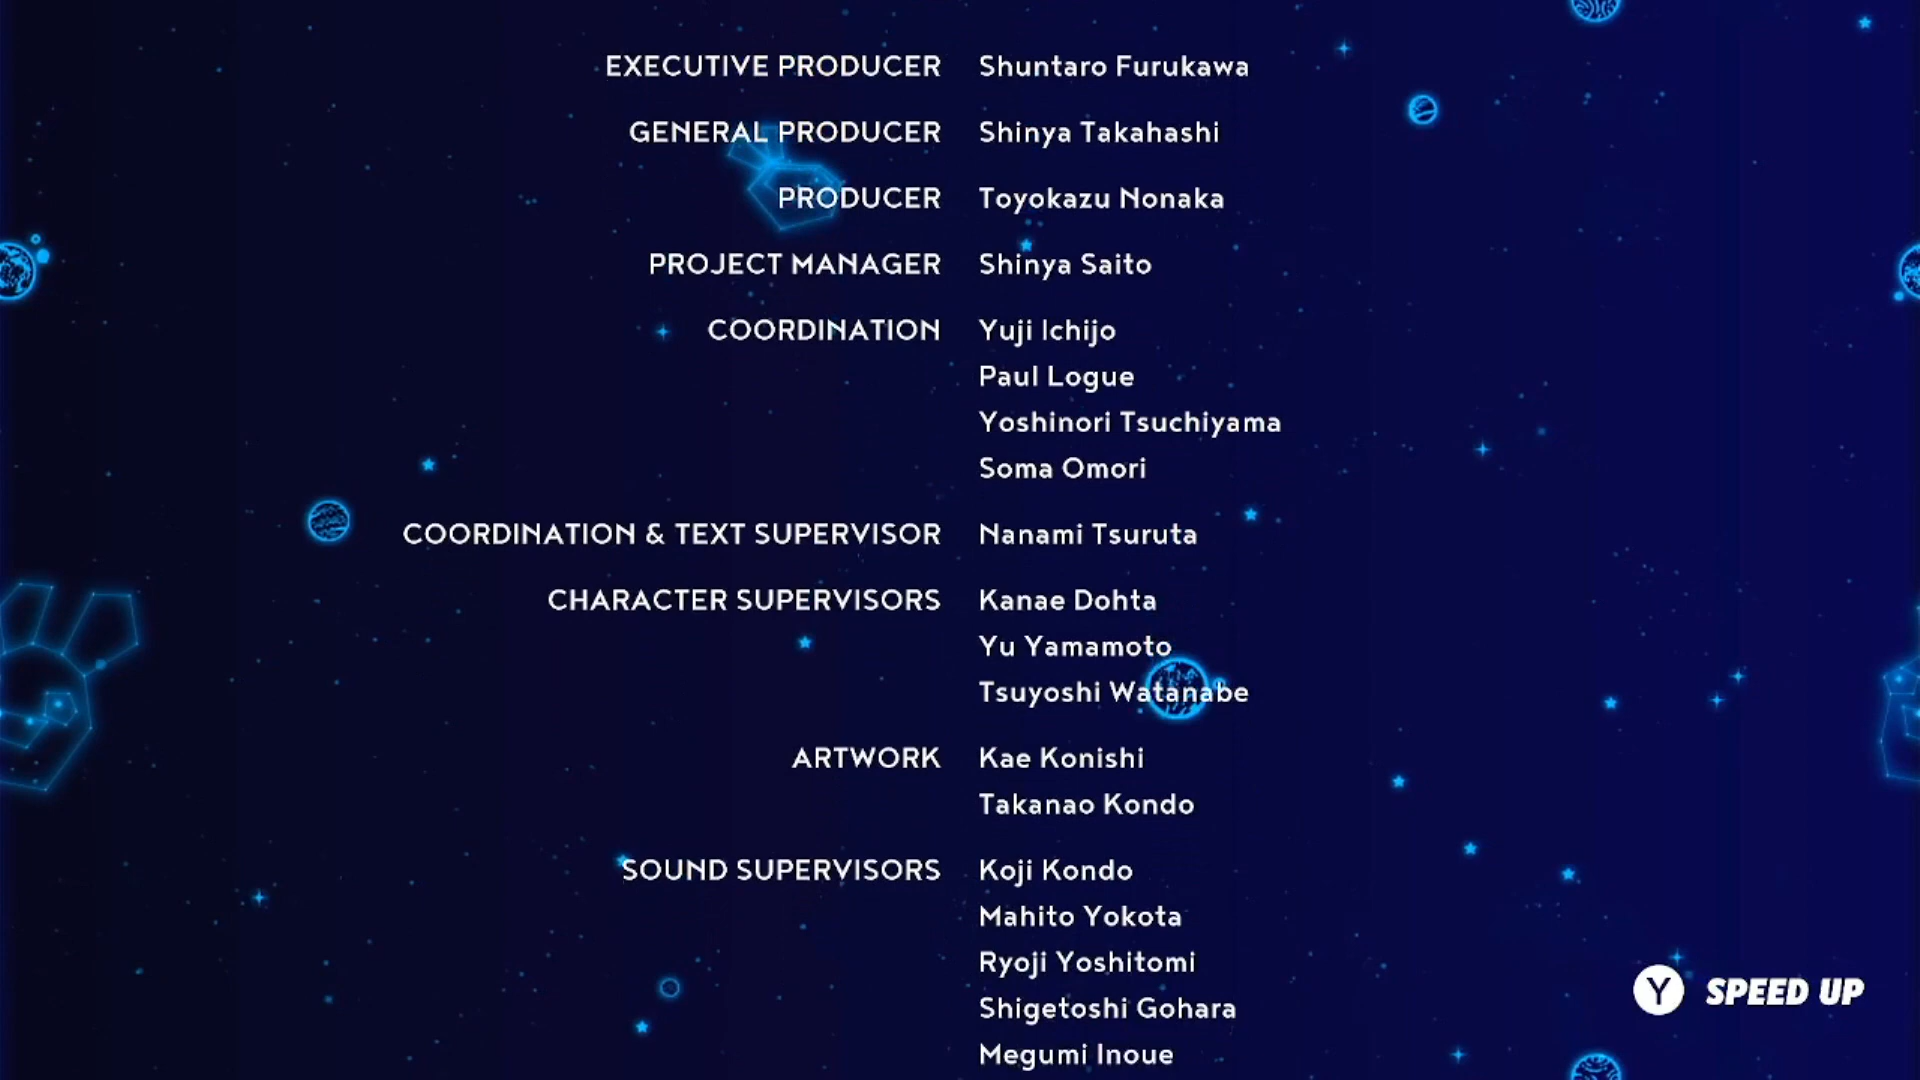 EXECUTIVE PRODUCER Shuntaro Furukawa
GENERAL PRODUCER Shinya Takahashi
PRODUCER Toyokazu Nonaka
PROJECT MANAGER Shinya Saito
COORDINATION Yuji Ichijo
Paul Logue
Yoshinori Tsuchiyama
Soma Omori
COORDINATION & TEXT SUPERVISOR Nanami Tsuruta
CHARACTER SUPERVISORS Kanae Dohta
Yu Yamamoto
Tsuyoshi Watanabe
ARTWORK Kae Konishi
Takanao Kondo
SOUND SUPERVISORS Koji Kondo
Mahito Yokota
Ryoji Yoshitomi
Shigetoshi Gohara
Megumi Inoue
Y SPEED UP